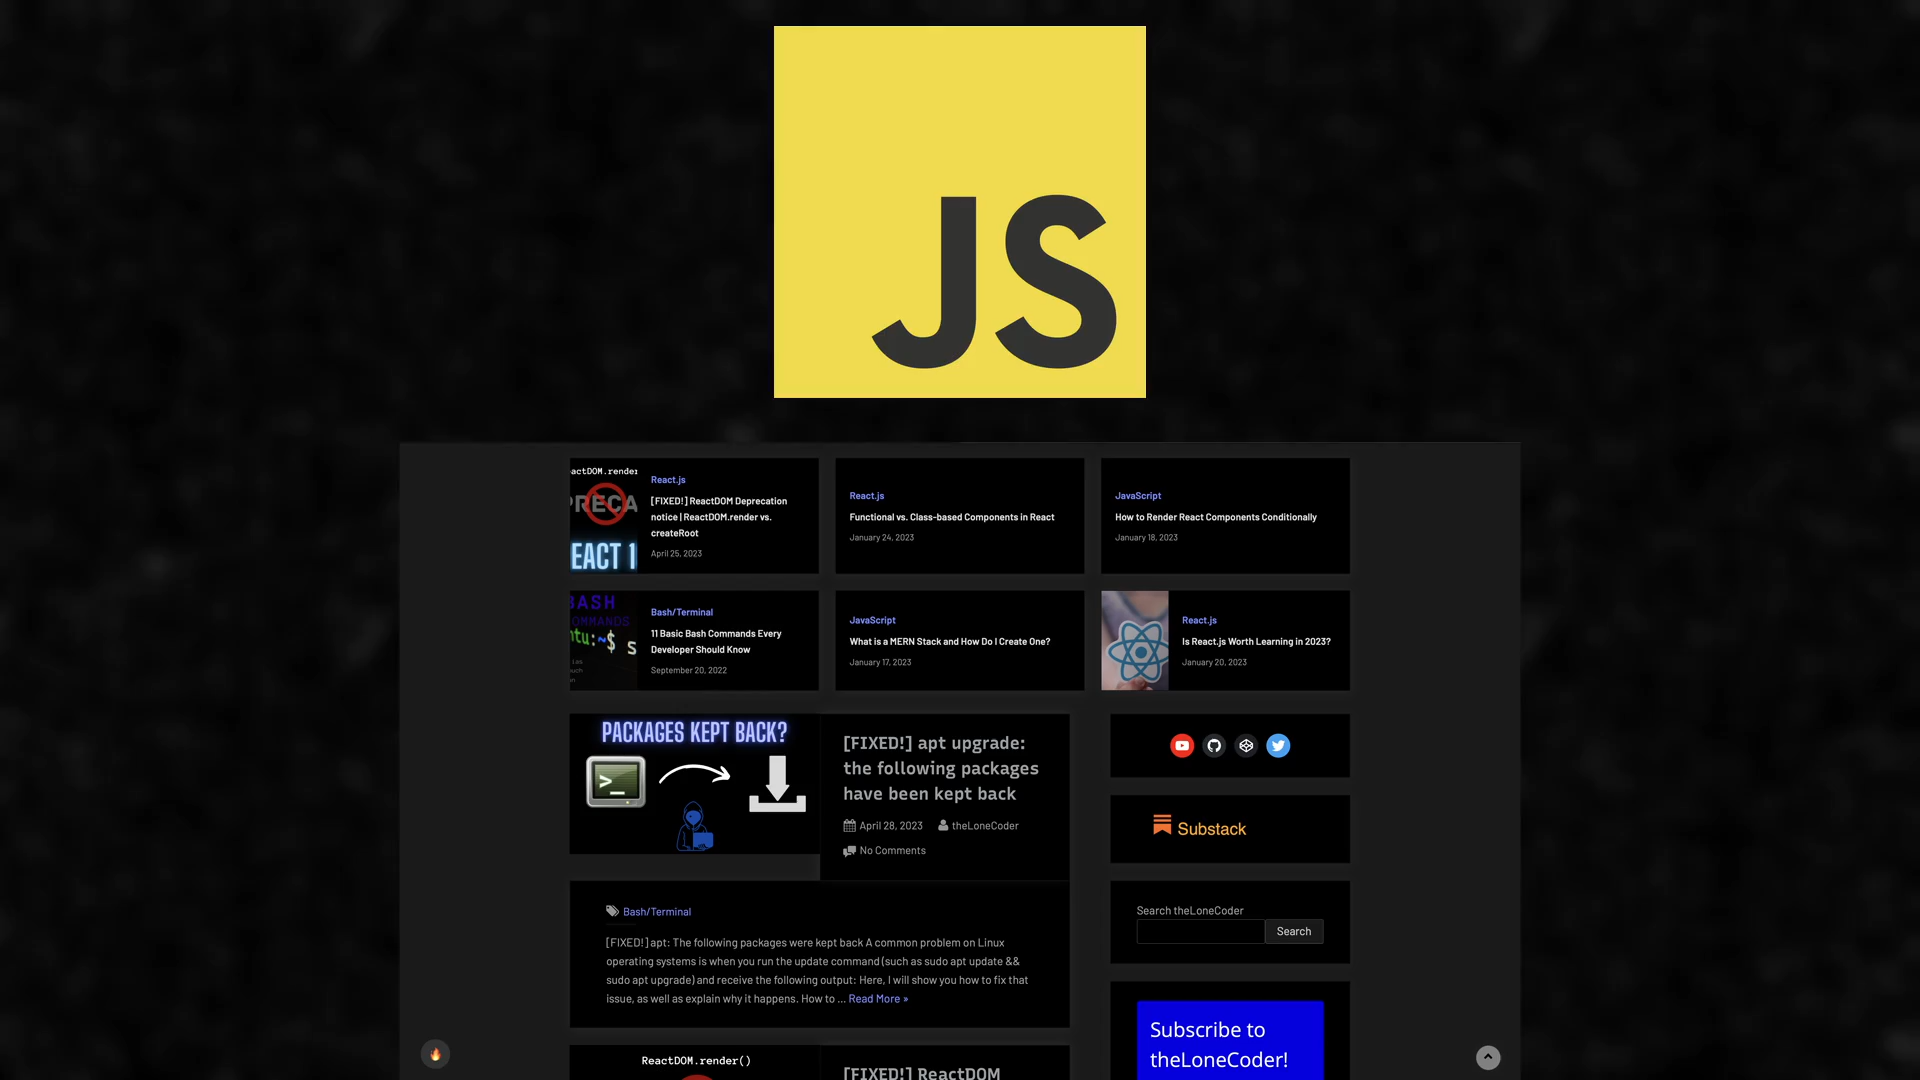 JS
actDOM.render
RECA
EACT 1
React.js
[FIXED!] ReactDOM Deprecation
notice | ReactDOM.render vs.
createRoot
April 25, 2023
React.js
Functional vs. Class-based Components in React
January 24, 2023
JavaScript
How to Render React Components Conditionally
January 18, 2023
BASH
OMMANDS
ntu:~$ s
Bash/Terminal
11 Basic Bash Commands Every
Developer Should Know
September 20, 2022
JavaScript
What is a MERN Stack and How Do I Create One?
January 17, 2023
React.js
Is React.js Worth Learning in 2023?
January 20, 2023
PACKAGES KEPT BACK?
>_
[FIXED!] apt upgrade:
the following packages
have been kept back
April 28, 2023 theLoneCoder
No Comments
Bash/Terminal
[FIXED!] apt: The following packages were kept back A common problem on Linux
operating systems is when you run the update command (such as sudo apt update &&
sudo apt upgrade) and receive the following output: Here, I will show you how to fix that
issue, as well as explain why it happens. How to … Read More »
ReactDOM.render()
[FIXED!] ReactDOM
Substack
Search theLoneCoder
Search
Subscribe to
theLoneCoder!